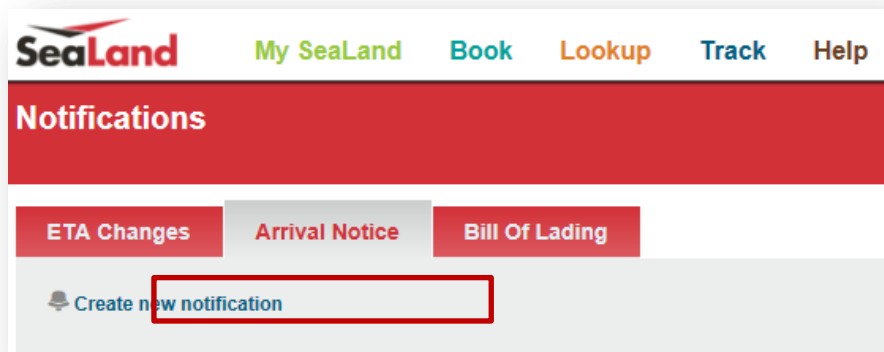 SeaLand My SeaLand Book Lookup Track Help
Notifications
ETA Changes Arrival Notice Bill Of Lading
Create new notification